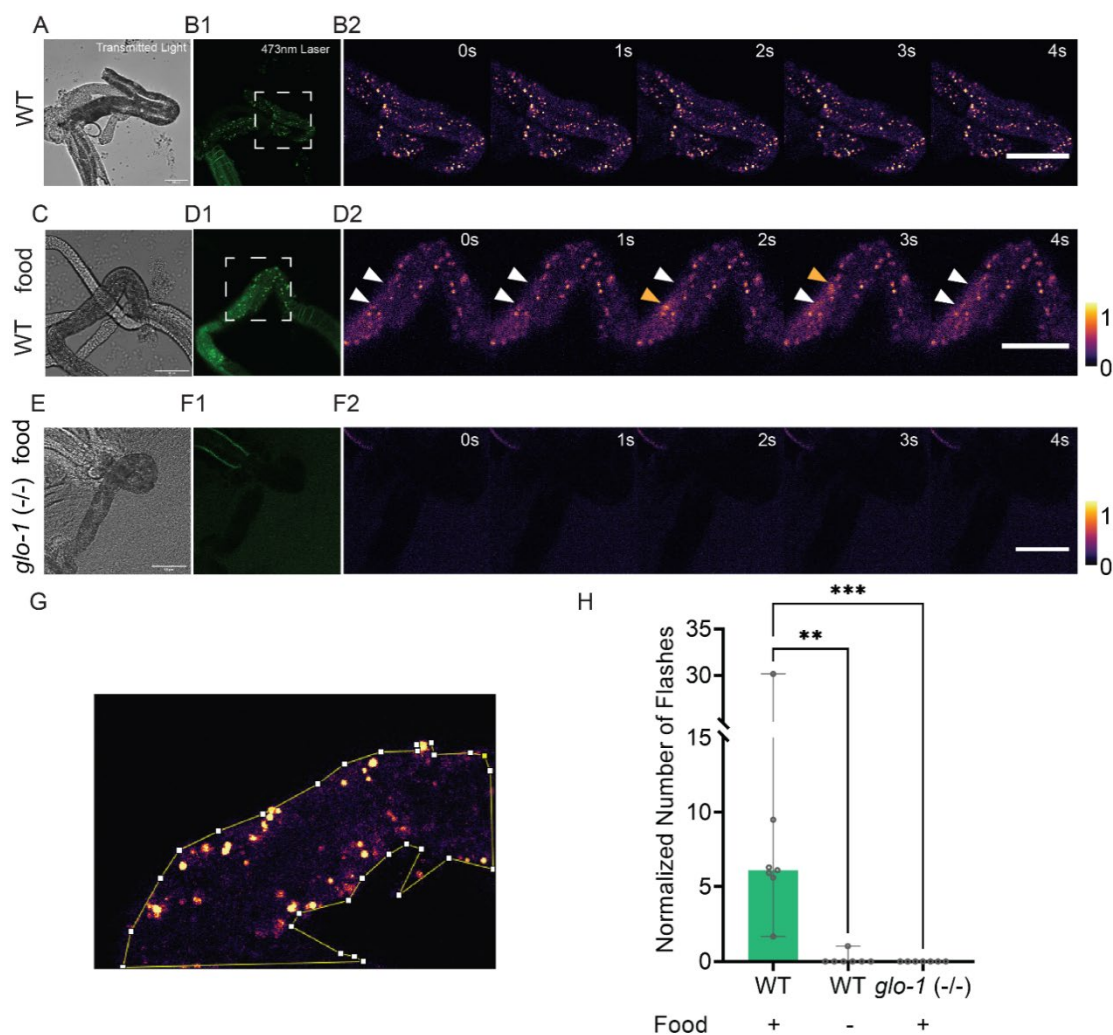 A
B1
B2
WT
Transmitted Light
473nm Laser
0s 1s 2s 3s 4s
C
D1
D2
WT food
0s 1s 2s 3s 4s
1
0
E
F1
F2
glo-1 (-/-) food
0s 1s 2s 3s 4s
1
0
G
H
Normalized Number of Flashes
35
30
15
10
5
0
***
**
WT WT glo-1 (-/-)
Food + - +